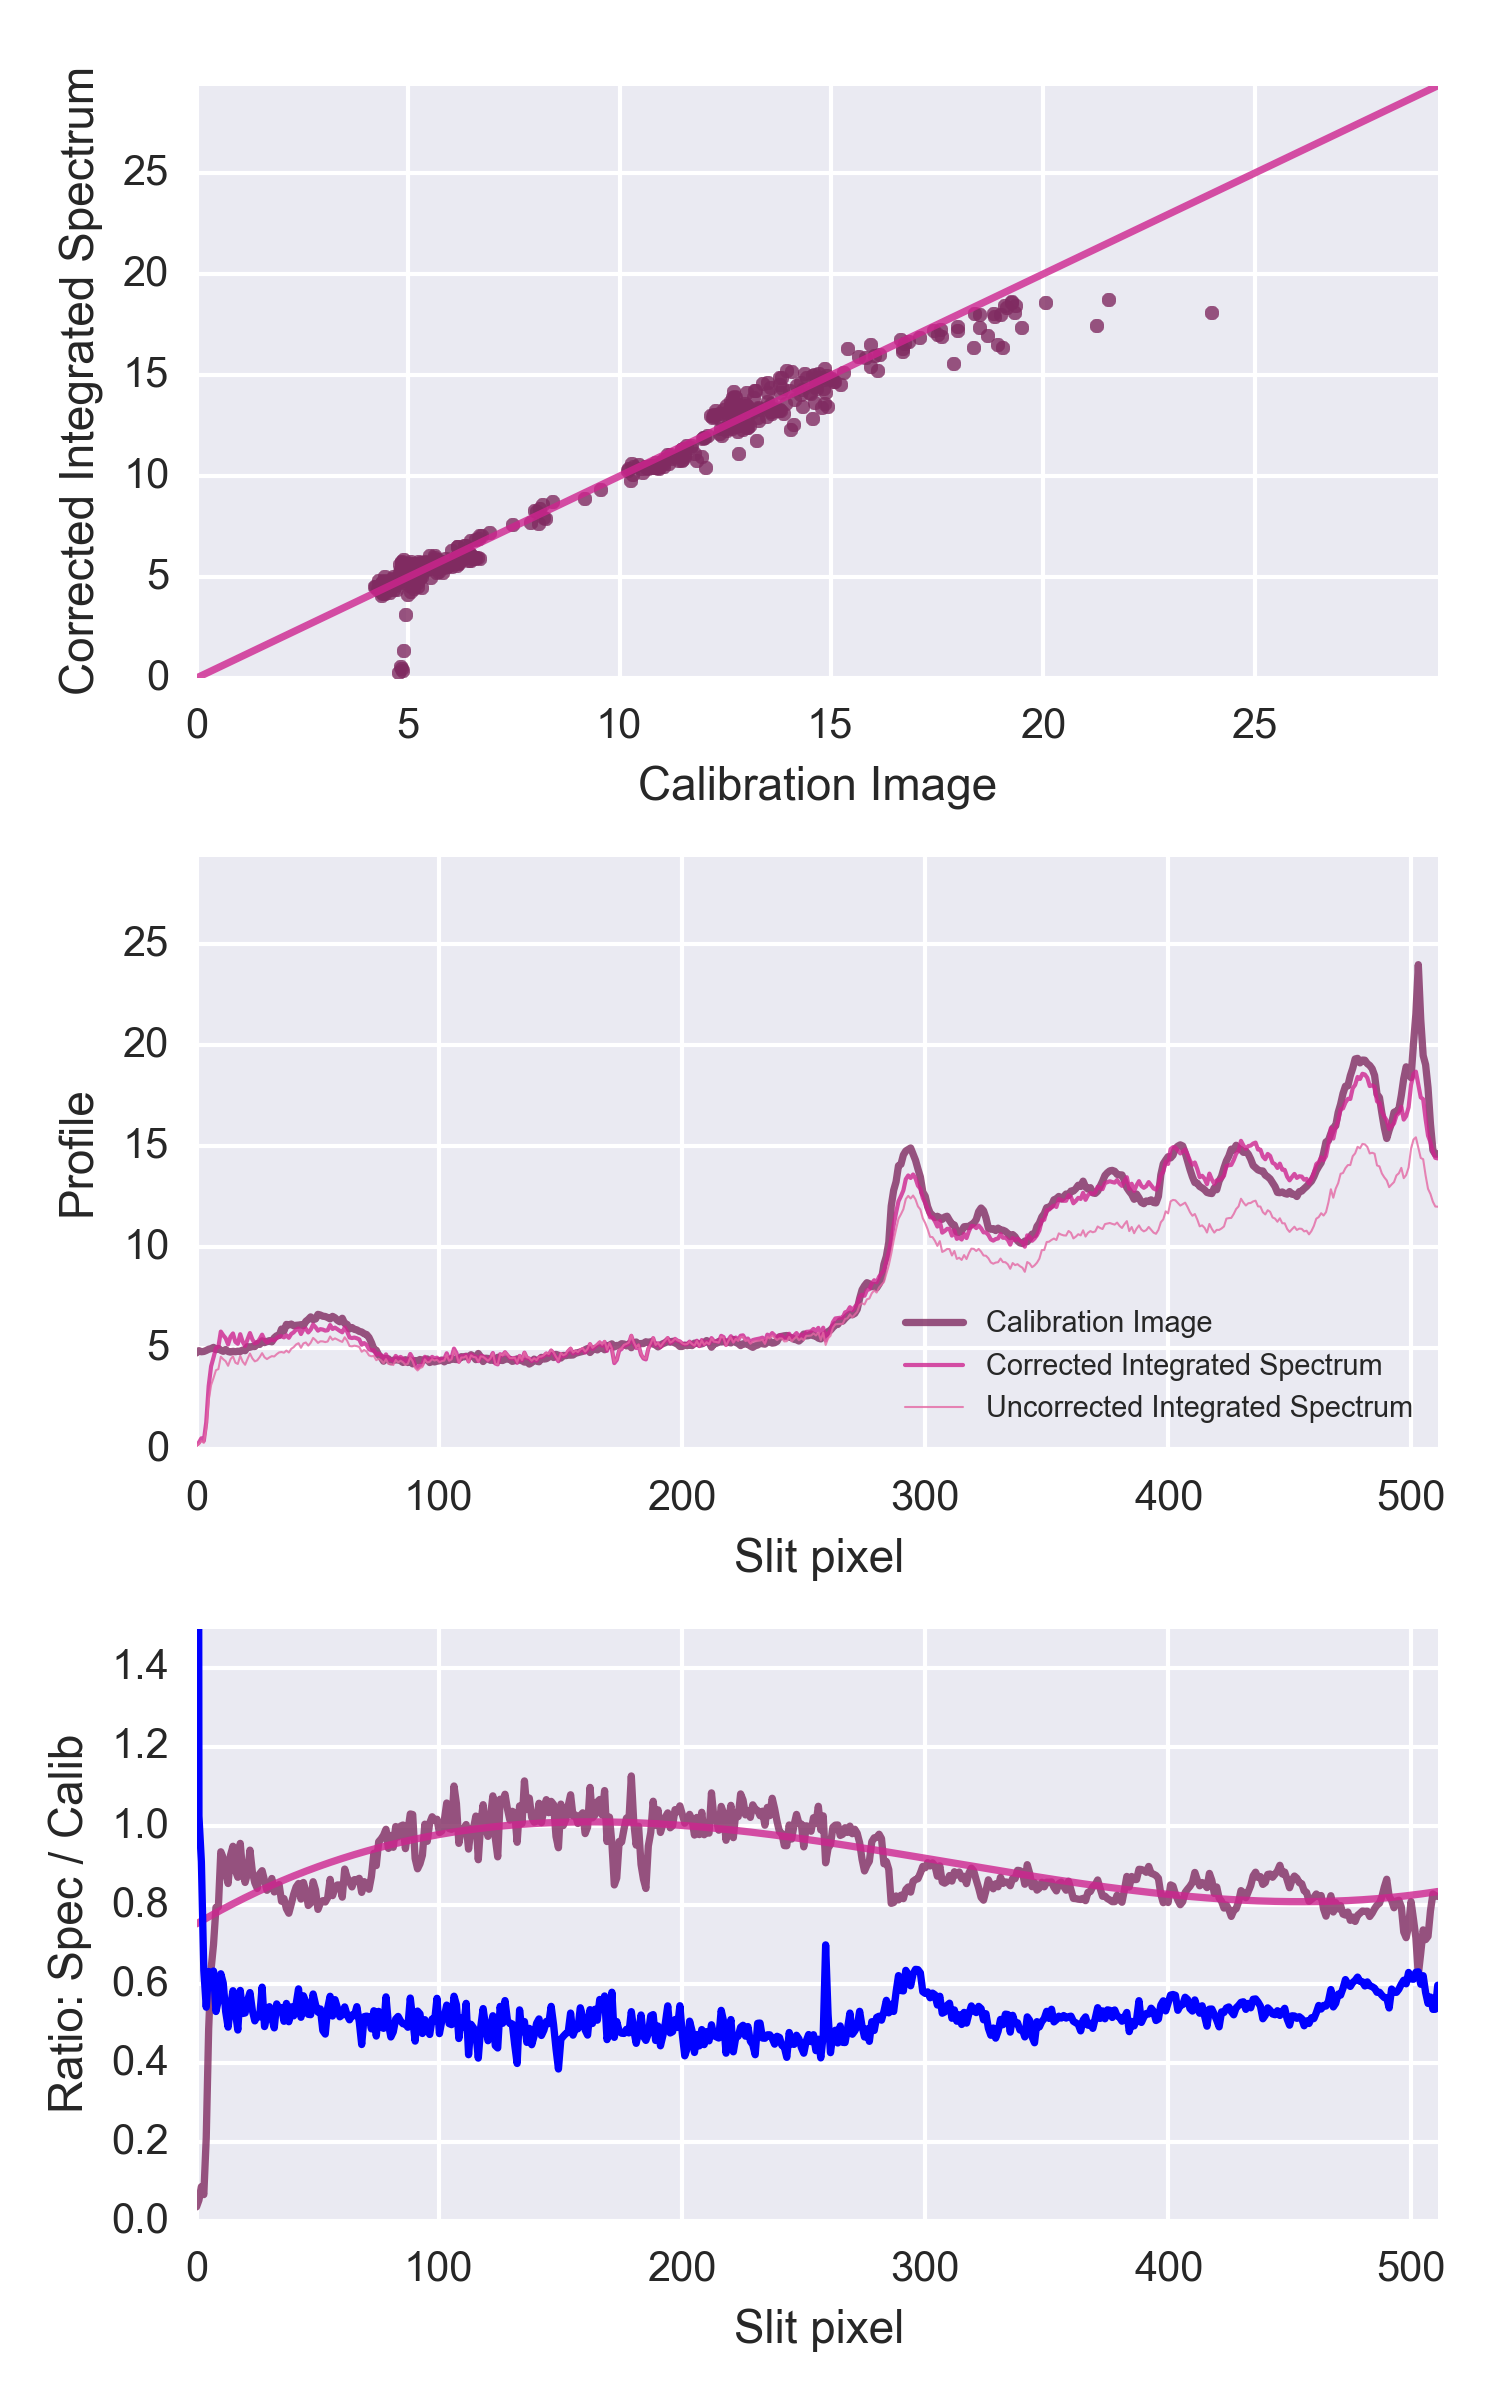 Corrected Integrated Spectrum
25
20
15
10
5
0
0 5 10 15 20 25
Calibration Image
Profile
25
20
15
10
5
0
Calibration Image
Corrected Integrated Spectrum
Uncorrected Integrated Spectrum
0 100 200 300 400 500
Slit pixel
Ratio: Spec / Calib
1.4
1.2
1.0
0.8
0.6
0.4
0.2
0.0
0 100 200 300 400 500
Slit pixel